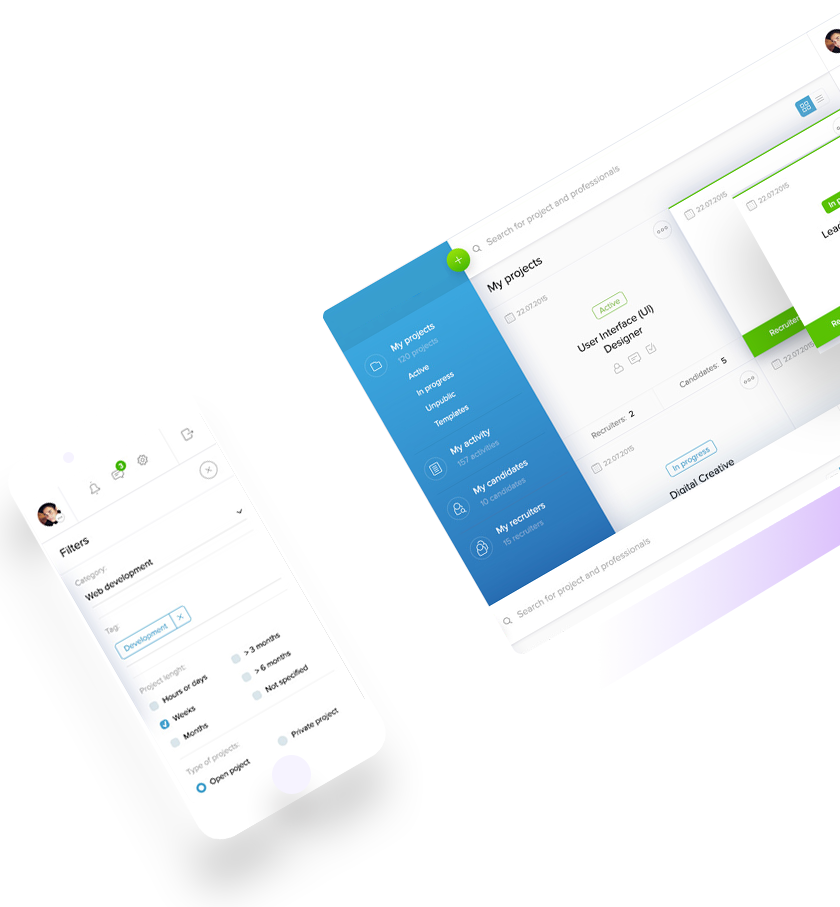 Search for project and professionals
My projects
120 projects
Active
In progress
Unpublic
Templates
My activity
157 activities
My candidates
10 candidates
My recruiters
15 recruiters
My projects
22.07.2015
Active
User Interface (UI)
Designer
Recruiters: 2
Candidates: 5
22.07.2015
In progress
Digital Creative
22.07.2015
Recruiters
22.07.2015
22.07.2015
Search for project and professionals
3
Filters
Category:
Web development
Tag:
Development
Project lenght:
Hours or days
Weeks
Months
> 3 months
> 6 months
Not specified
Type of projects:
Open poject
Private project